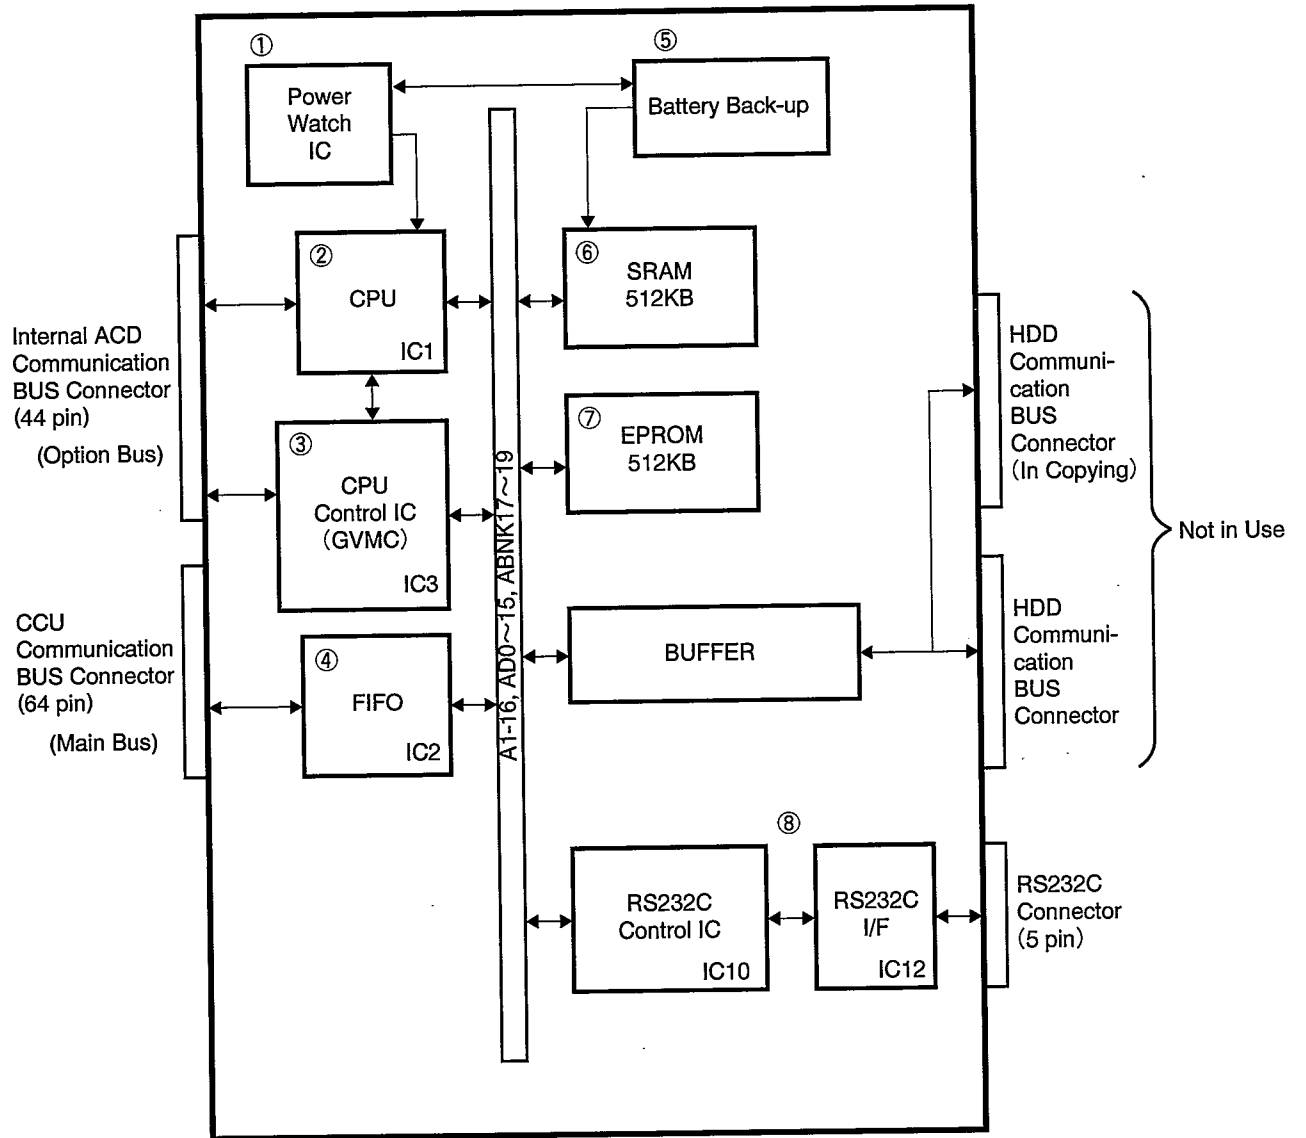 ①
Power
Watch
IC
⑤
Battery Back-up
②
CPU
IC1
⑥
SRAM
512KB
Internal ACD
Communication
BUS Connector
(44 pin)
(Option Bus)
③
CPU
Control IC
(GVMC)
IC3
⑦
EPROM
512KB
A1-16, AD0～15, ABNK17～19
HDD
Communi-
cation
BUS
Connector
(In Copying)
Not in Use
CCU
Communication
BUS Connector
(64 pin)
(Main Bus)
④
FIFO
IC2
BUFFER
HDD
Communi-
cation
BUS
Connector
⑧
RS232C
Control IC
IC10
RS232C
I/F
IC12
RS232C
Connector
(5 pin)